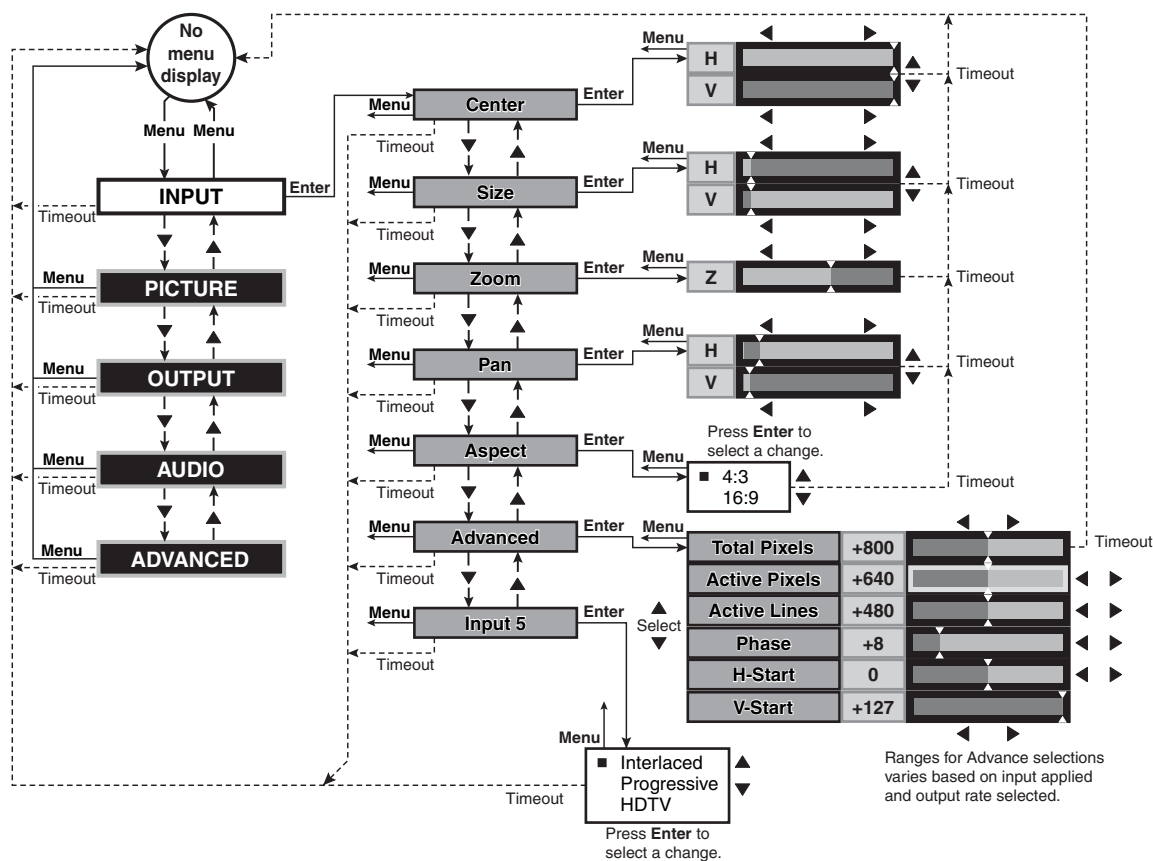 No
menu
display
Menu Menu
INPUT
Enter
Timeout
Menu
PICTURE
Timeout
Menu
OUTPUT
Timeout
Menu
AUDIO
Timeout
Menu
ADVANCED
Timeout
Menu
Center
Enter
Timeout
Menu
Size
Enter
Timeout
Menu
Zoom
Enter
Timeout
Menu
Pan
Enter
Timeout
Menu
Aspect
Enter
Timeout
Menu
Advanced
Enter
Timeout
Menu
Input 5
Enter
Timeout
Menu
H
V
Timeout
Menu
H
V
Timeout
Menu
Z
Timeout
Menu
H
V
Timeout
Press Enter to
select a change.
Menu
4:3
16:9
Timeout
Menu
Total Pixels +800
Timeout
Active Pixels +640
Active Lines +480
Select
Phase +8
H-Start 0
V-Start +127
Ranges for Advance selections
varies based on input applied
and output rate selected.
Menu
Interlaced
Progressive
HDTV
Timeout
Press Enter to
select a change.